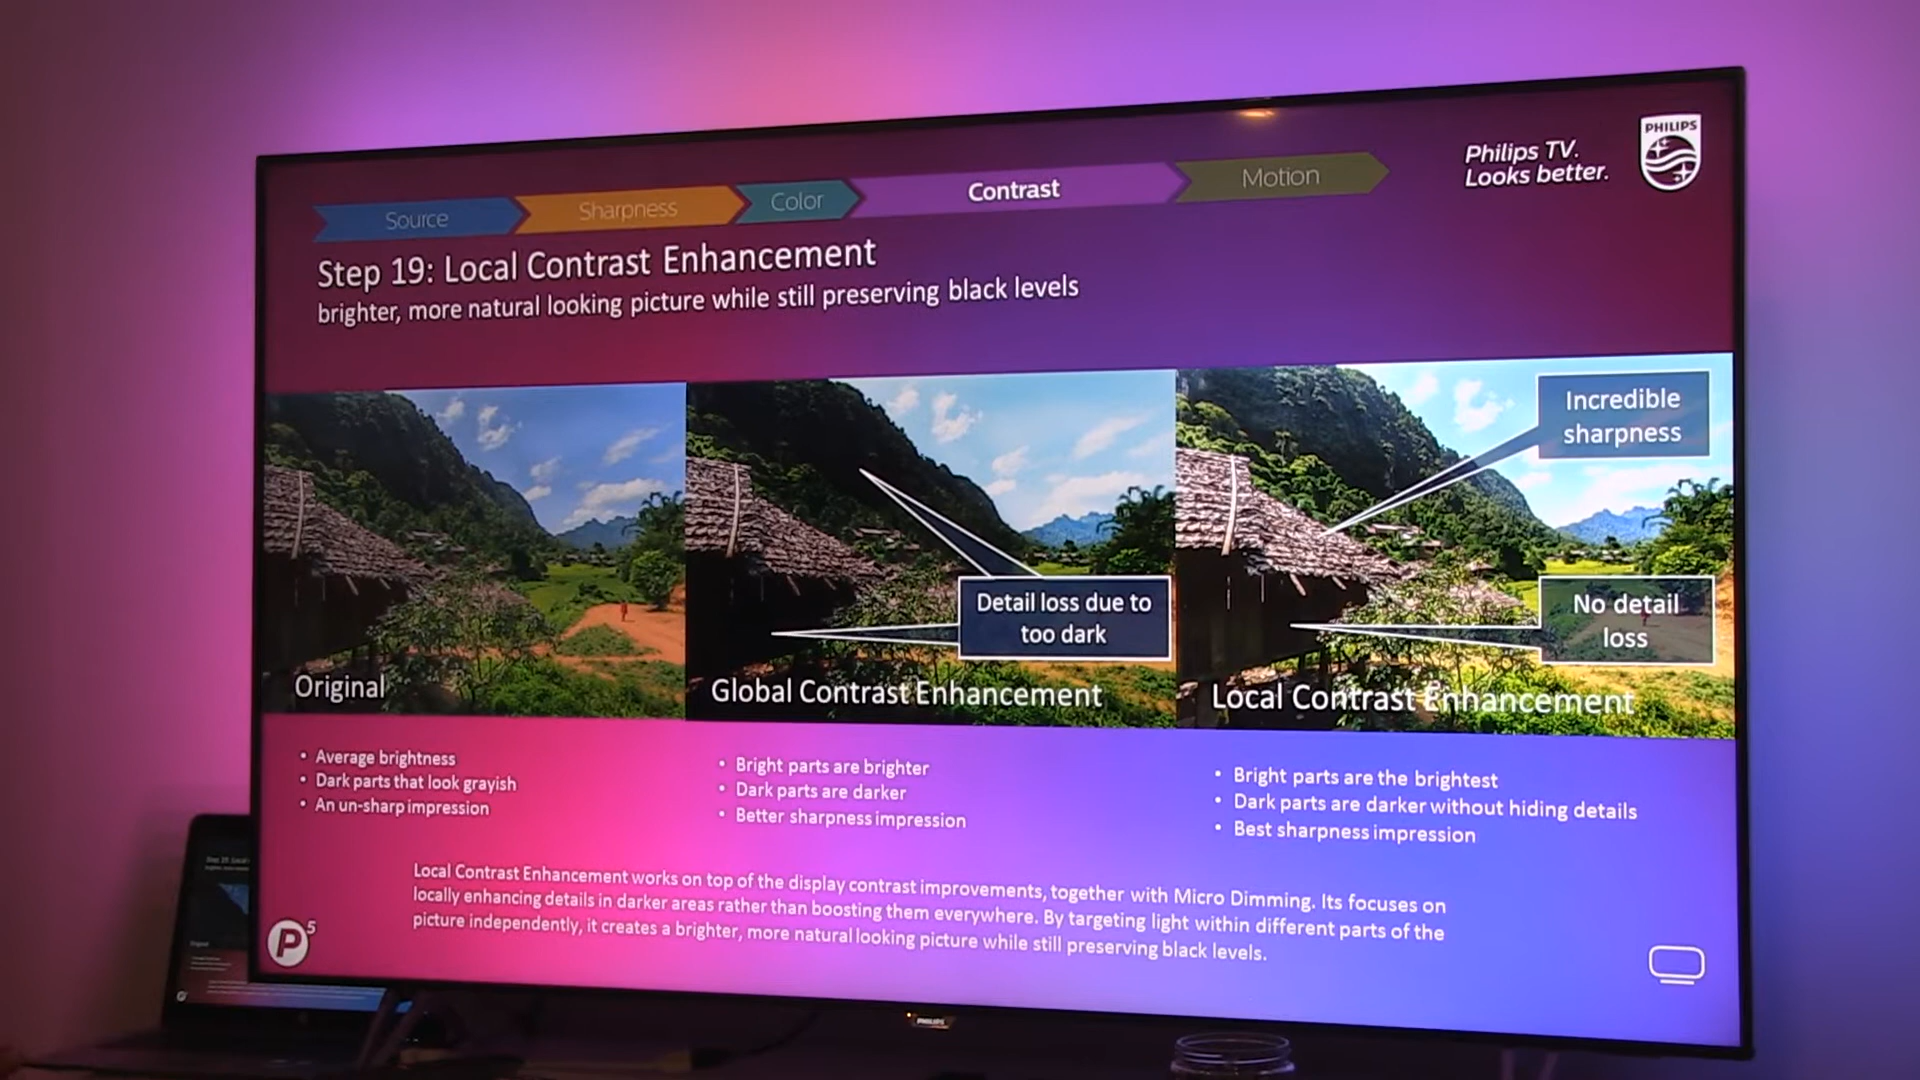 Source
Sharpness
Color
Contrast
Motion
Philips TV.
Looks better.
PHILIPS
Step 19: Local Contrast Enhancement
brighter, more natural looking picture while still preserving black levels
Incredible
sharpness
Detail loss due to
too dark
No detail
loss
Original
Global Contrast Enhancement
Local Contrast Enhancement
• Average brightness
• Dark parts that look grayish
• An un-sharp impression
• Bright parts are brighter
• Dark parts are darker
• Better sharpness impression
• Bright parts are the brightest
• Dark parts are darker without hiding details
• Best sharpness impression
Local Contrast Enhancement works on top of the display contrast improvements, together with Micro Dimming. Its focuses on
locally enhancing details in darker areas rather than boosting them everywhere. By targeting light within different parts of the
picture independently, it creates a brighter, more natural looking picture while still preserving black levels.
P5
PHILIPS